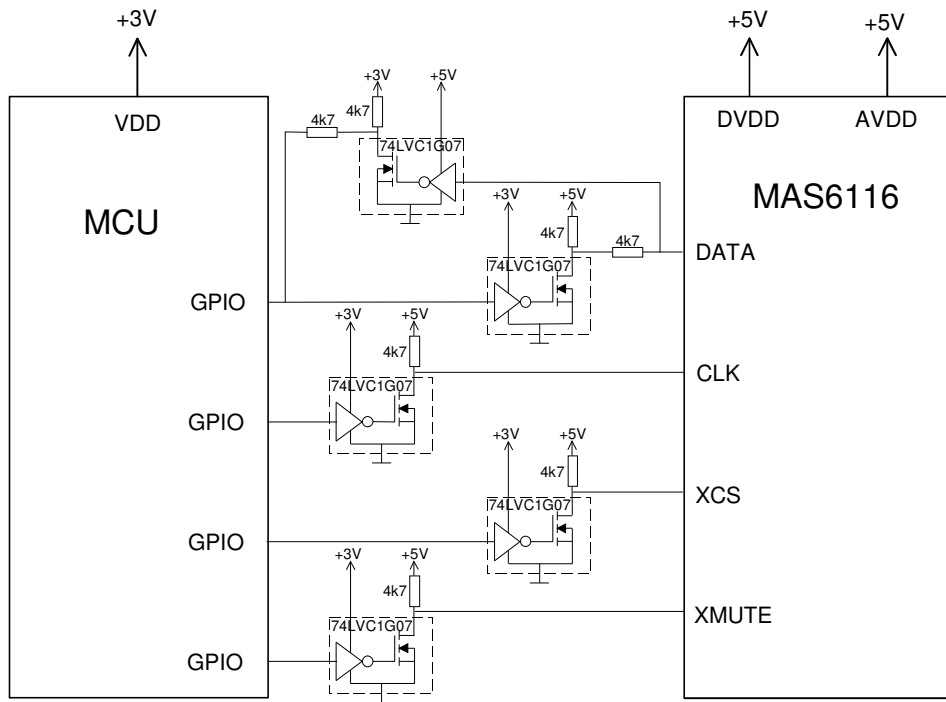 +3V
+5V
+5V
VDD
DVDD
AVDD
+3V
+5V
4k7
4k7
74LVC1G07
MCU
MAS6116
+3V
+5V
4k7
4k7
DATA
74LVC1G07
GPIO
+3V
+5V
4k7
CLK
74LVC1G07
GPIO
+3V
+5V
4k7
XCS
74LVC1G07
GPIO
+3V
+5V
4k7
XMUTE
74LVC1G07
GPIO